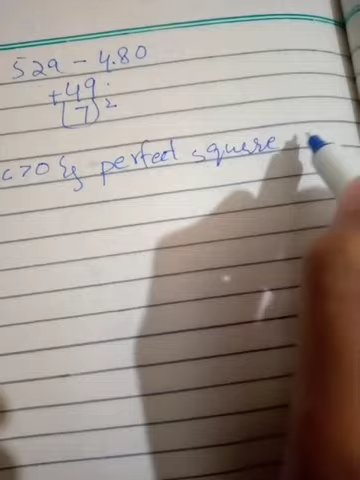 529 - 480
+49
(7)²
c > 0 & perfect square